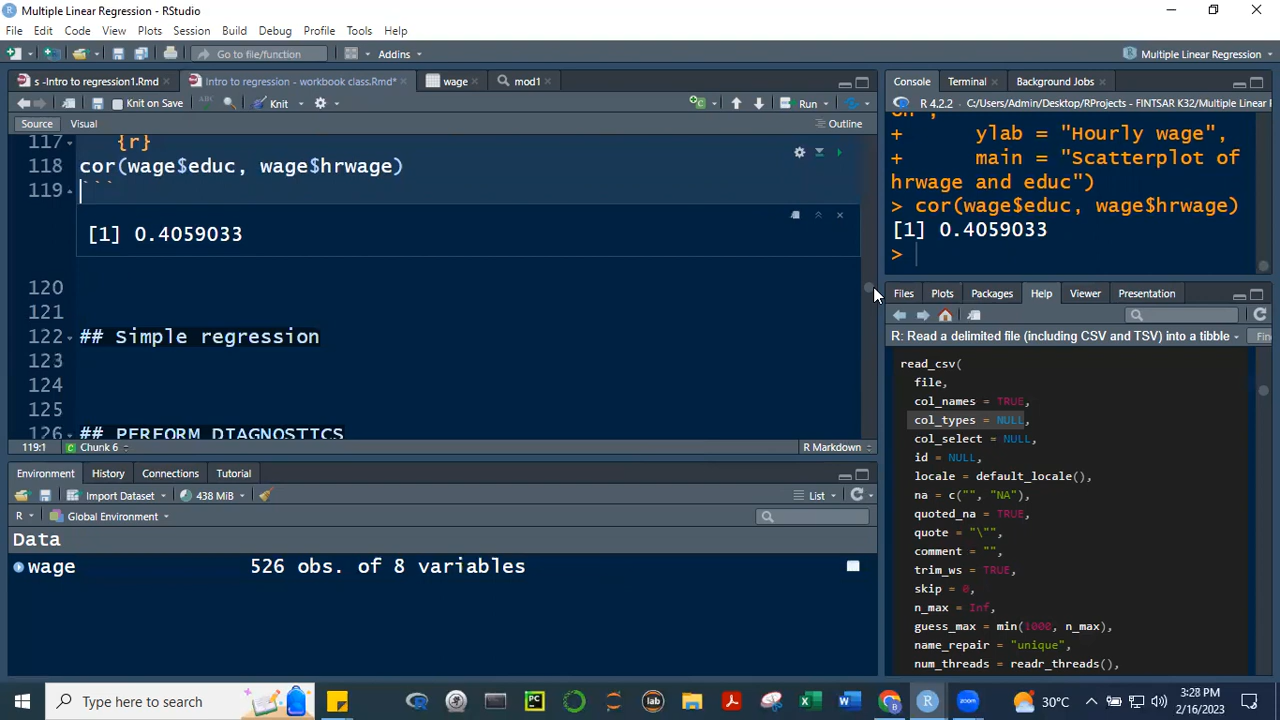 Multiple Linear Regression - RStudio
File Edit Code View Plots Session Build Debug Profile Tools Help
Go to file/function Addins Multiple Linear Regression
s -Intro to regression1.Rmd Intro to regression - workbook class.Rmd* wage mod1
Knit on Save ABC Knit Run
Source Visual Outline
117 {r}
118 cor(wage$educ, wage$hrwage)
119 ```
[1] 0.4059033
120
121
122 ## Simple regression
123
124
125
126 ## PERFORM DIAGNOSTICS
119:1 # Chunk 6 R Markdown
Environment History Connections Tutorial
Import Dataset 438 MiB List
R Global Environment
Data
wage 526 obs. of 8 variables
Console Terminal Background Jobs
R 4.2.2 · C:/Users/Admin/Desktop/RProjects - FINTSAR K32/Multiple Linear R
on",
+ ylab = "Hourly wage",
+ main = "Scatterplot of
hrwage and educ")
> cor(wage$educ, wage$hrwage)
[1] 0.4059033
>
Files Plots Packages Help Viewer Presentation
R: Read a delimited file (including CSV and TSV) into a tibble Fin
read_csv(
file,
col_names = TRUE,
col_types = NULL,
col_select = NULL,
id = NULL,
locale = default_locale(),
na = c("", "NA"),
quoted_na = TRUE,
quote = "\"",
comment = "",
trim_ws = TRUE,
skip = 0,
n_max = Inf,
guess_max = min(1000, n_max),
name_repair = "unique",
num_threads = readr_threads(),
Type here to search
PC
lab
30°C
3:28 PM
2/16/2023